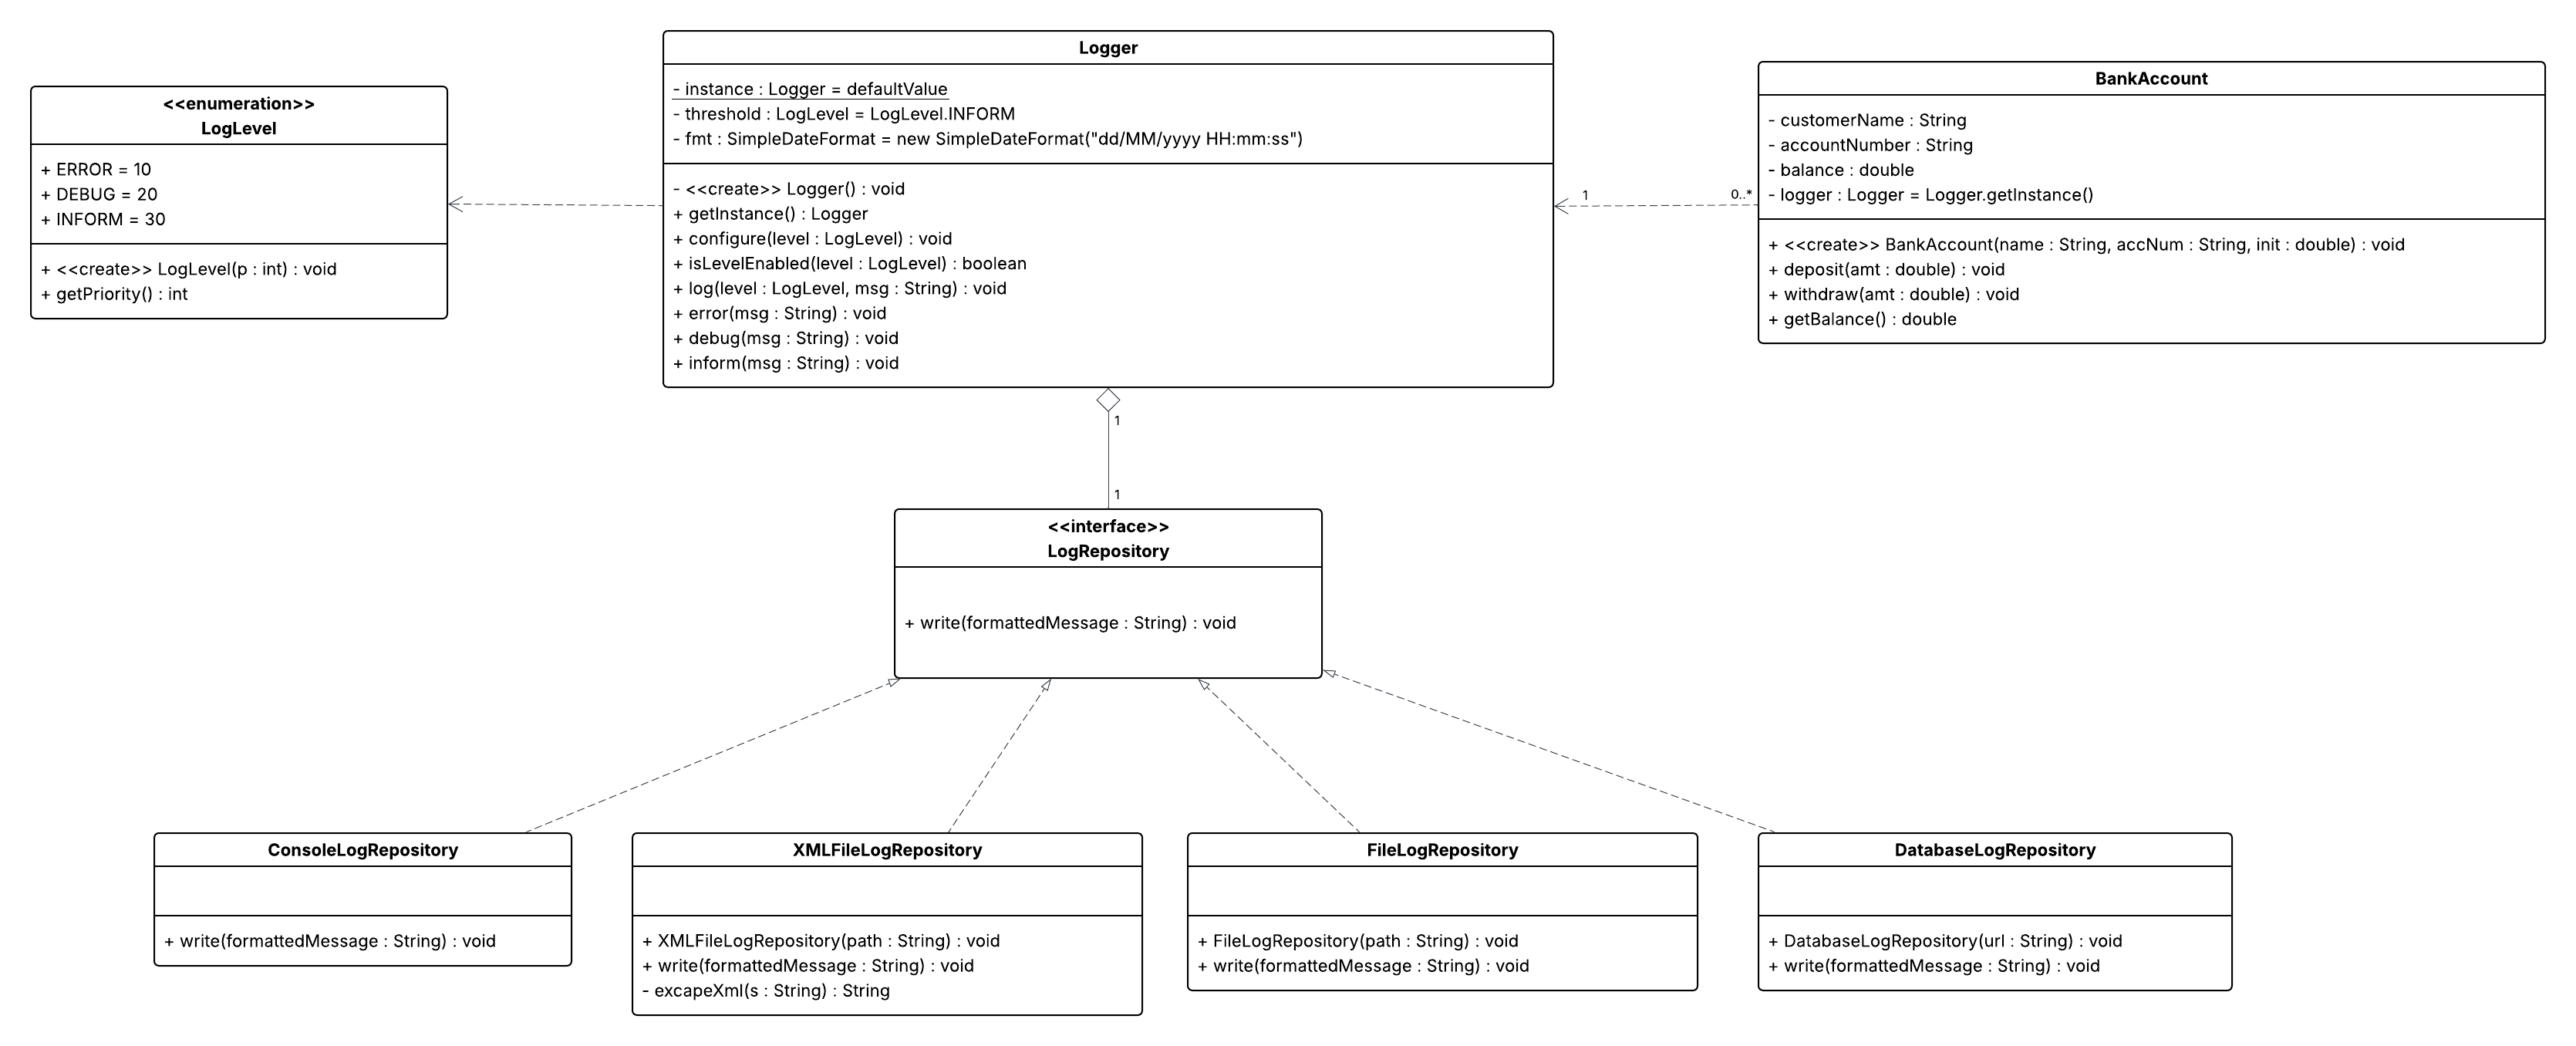 <<enumeration>>
LogLevel
+ ERROR = 10
+ DEBUG = 20
+ INFORM = 30
+ <<create>> LogLevel(p : int) : void
+ getPriority() : int
Logger
- instance : Logger = defaultValue
- threshold : LogLevel = LogLevel.INFORM
- fmt : SimpleDateFormat = new SimpleDateFormat("dd/MM/yyyy HH:mm:ss")
- <<create>> Logger() : void
+ getInstance() : Logger
+ configure(level : LogLevel) : void
+ isLevelEnabled(level : LogLevel) : boolean
+ log(level : LogLevel, msg : String) : void
+ error(msg : String) : void
+ debug(msg : String) : void
+ inform(msg : String) : void
1
0..*
BankAccount
- customerName : String
- accountNumber : String
- balance : double
- logger : Logger = Logger.getInstance()
+ <<create>> BankAccount(name : String, accNum : String, init : double) : void
+ deposit(amt : double) : void
+ withdraw(amt : double) : void
+ getBalance() : double
1
1
<<interface>>
LogRepository
+ write(formattedMessage : String) : void
ConsoleLogRepository
+ write(formattedMessage : String) : void
XMLFileLogRepository
+ XMLFileLogRepository(path : String) : void
+ write(formattedMessage : String) : void
- excapeXml(s : String) : String
FileLogRepository
+ FileLogRepository(path : String) : void
+ write(formattedMessage : String) : void
DatabaseLogRepository
+ DatabaseLogRepository(url : String) : void
+ write(formattedMessage : String) : void